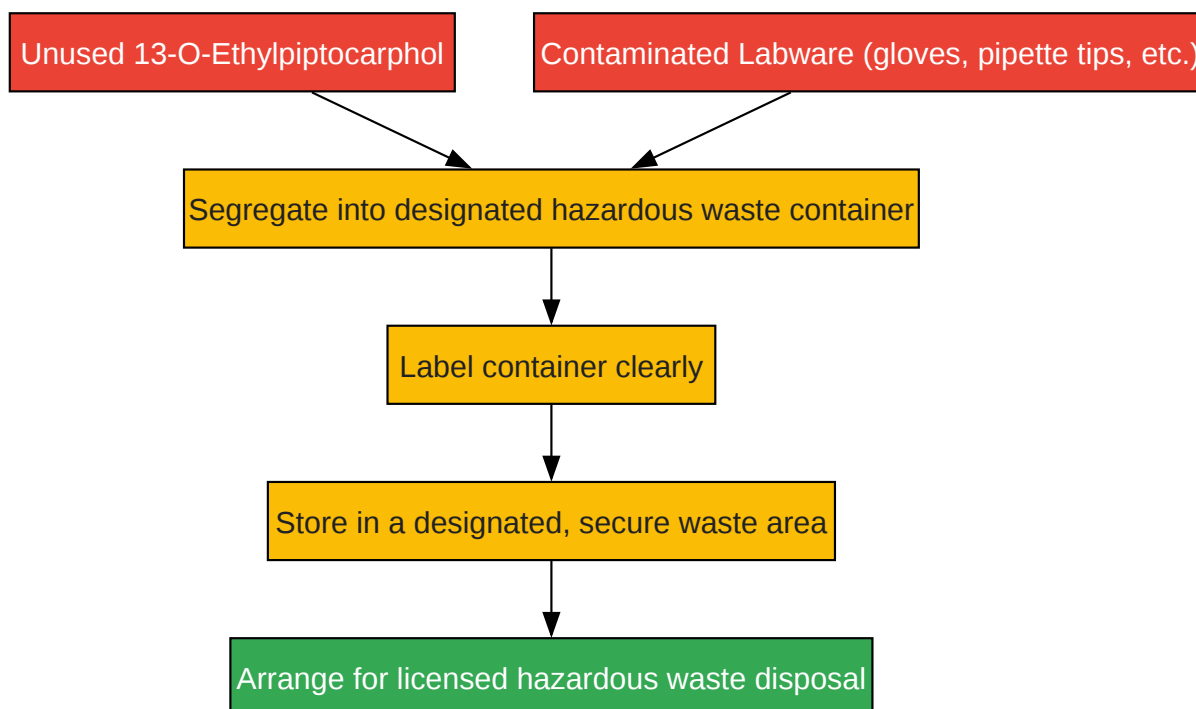 Unused 13-O-Ethylpiptocarphol
Contaminated Labware (gloves, pipette tips, etc.)
Segregate into designated hazardous waste container
Label container clearly
Store in a designated, secure waste area
Arrange for licensed hazardous waste disposal